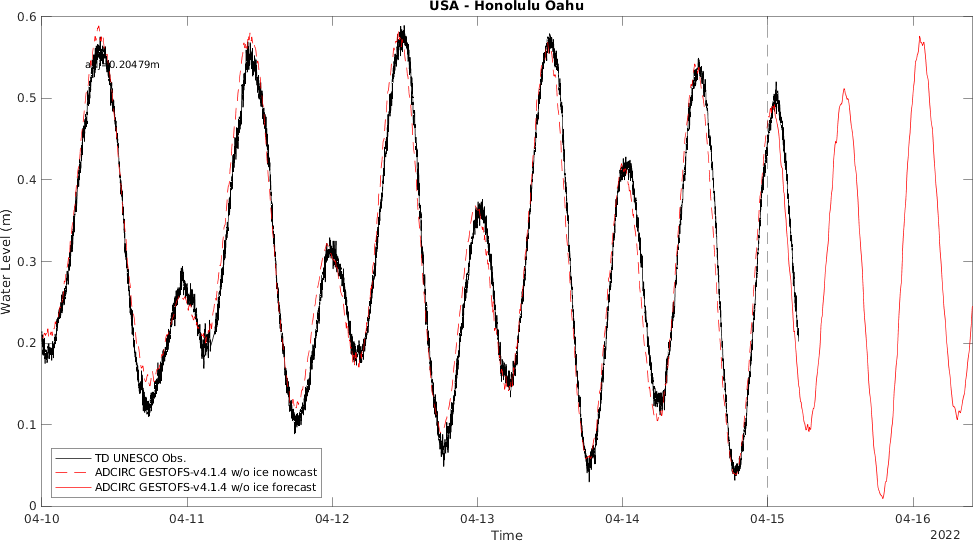 USA - Honolulu Oahu
0.6
0.20479m
0.5
0.4
0.3
0.2
0.1
0
Water Level (m)
TD UNESCO Obs.
ADCIRC GESTOFS-v4.1.4 w/o ice nowcast
ADCIRC GESTOFS-v4.1.4 w/o ice forecast
04-10 04-11 04-12 04-13 04-14 04-15 04-16
Time
2022